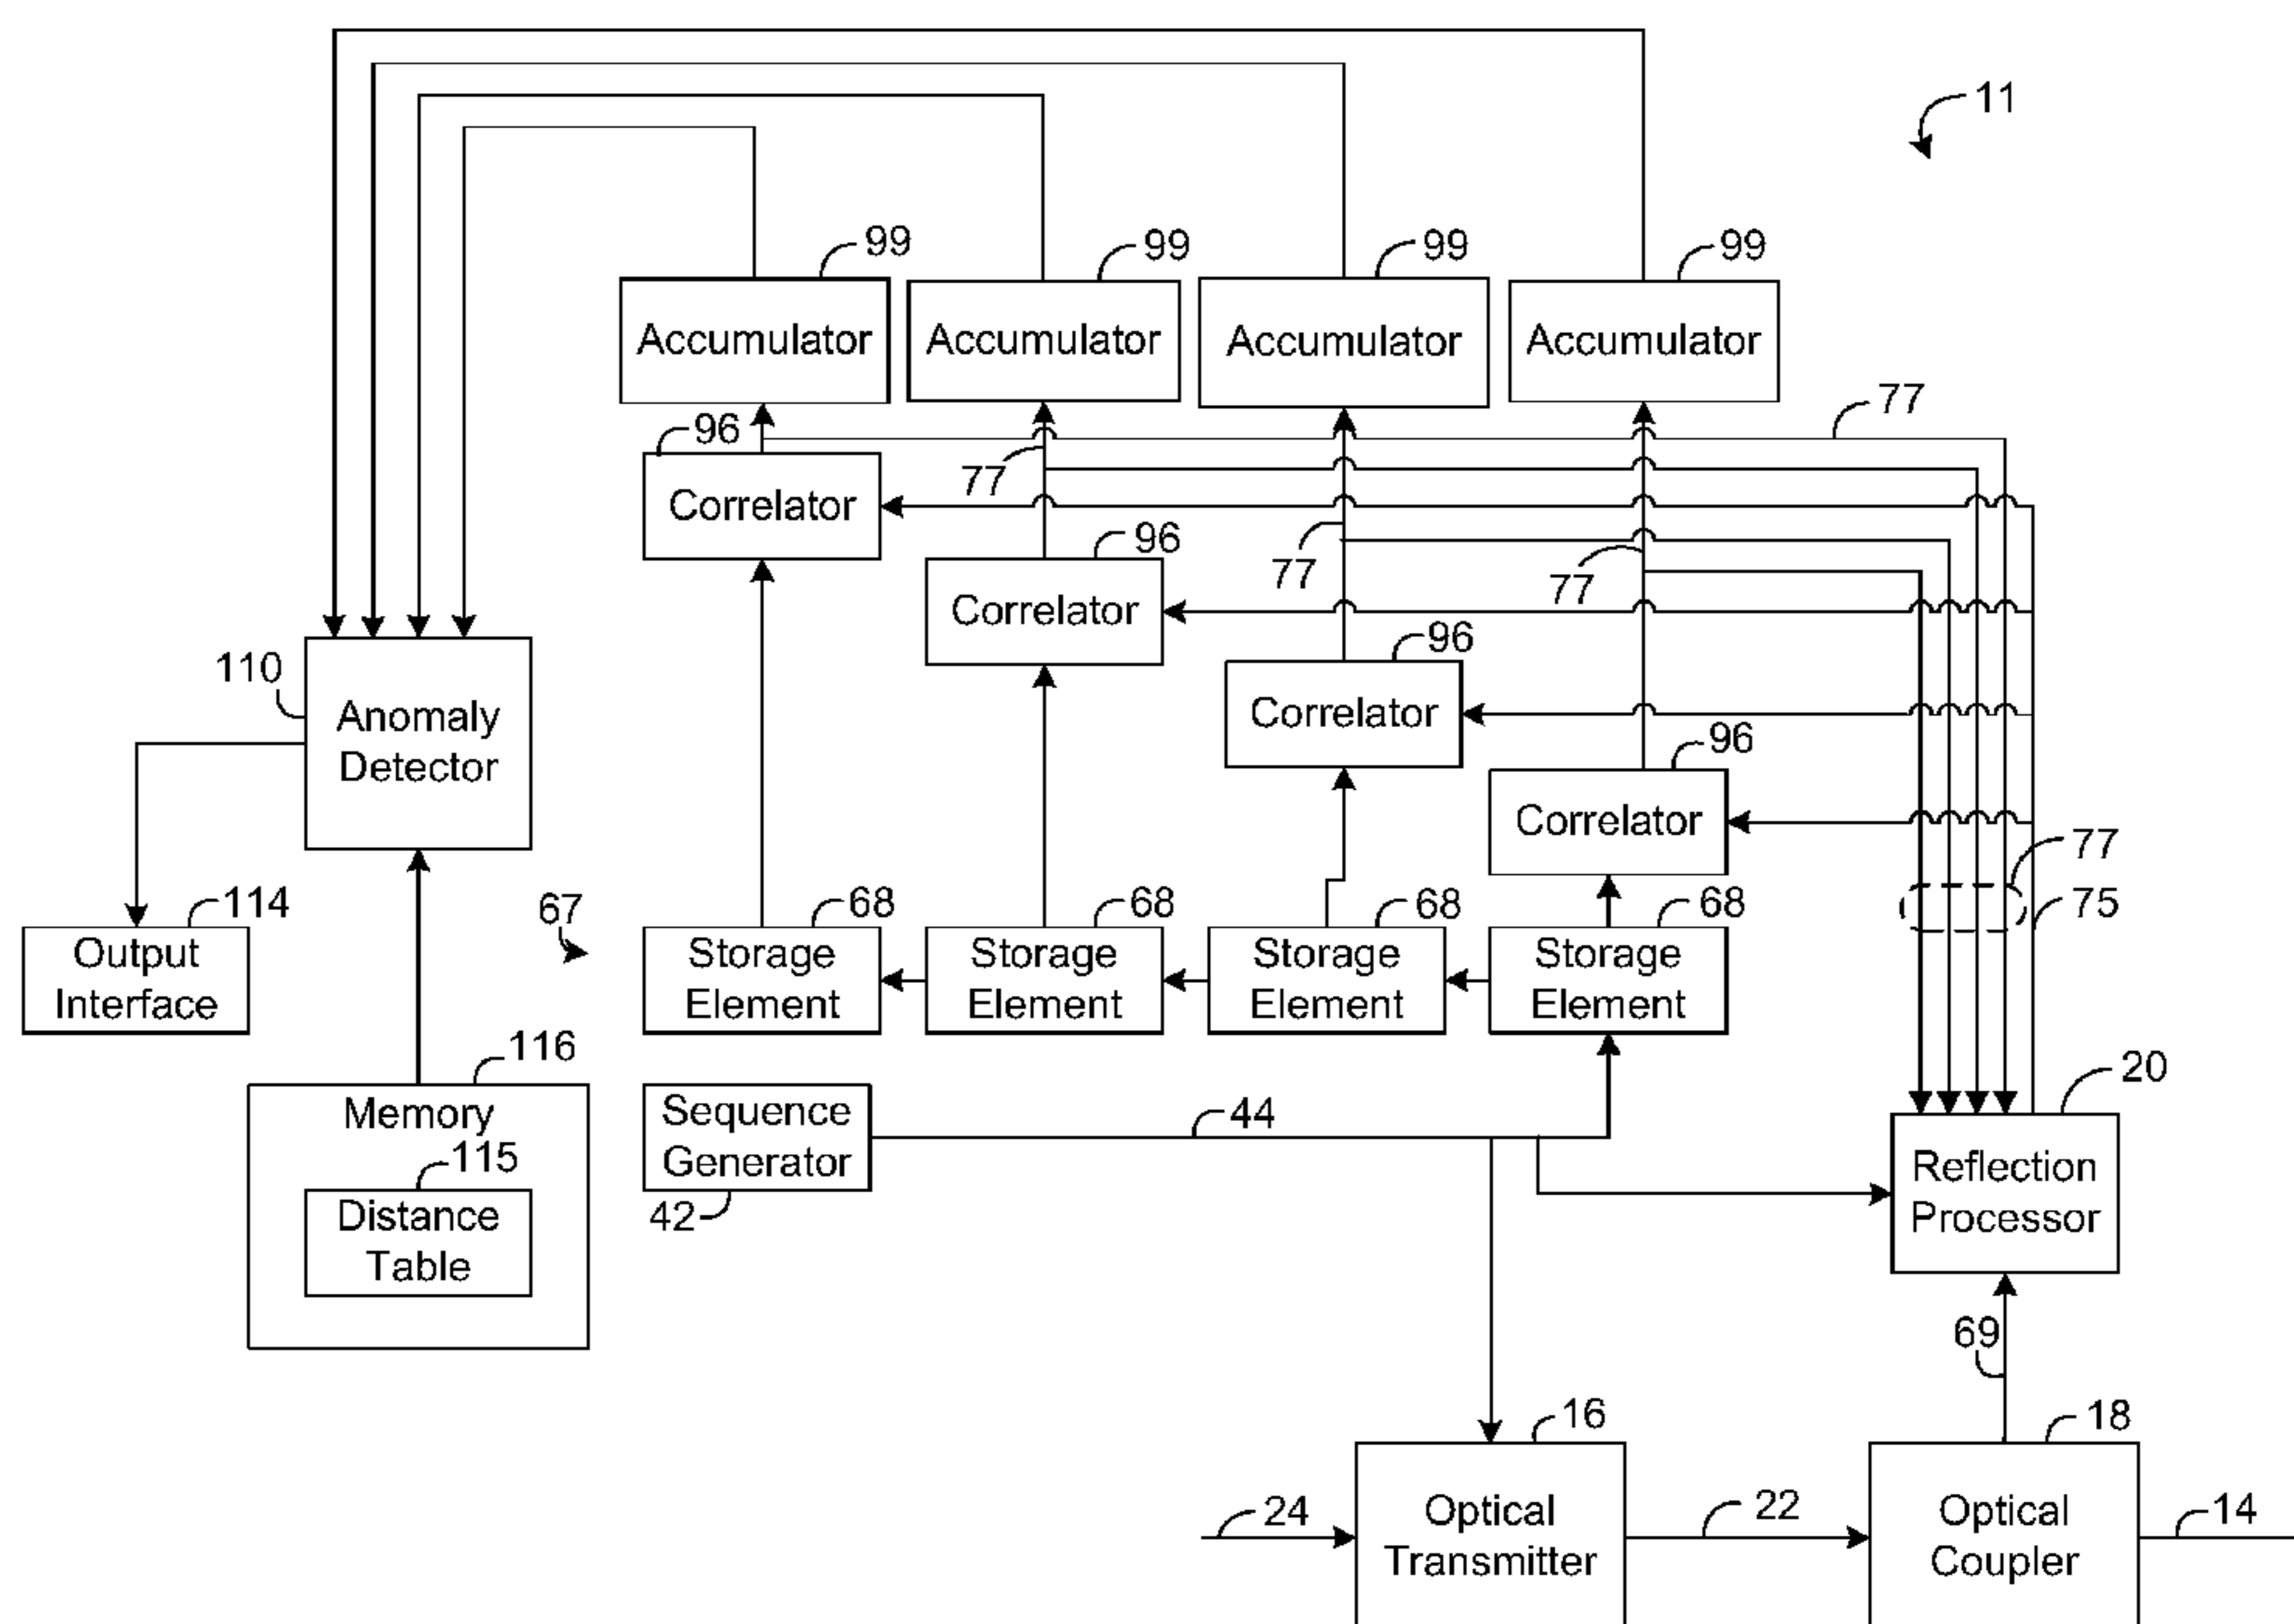 11
99
99
99
99
Accumulator
Accumulator
Accumulator
Accumulator
77
96
77
Correlator
96
77
77
Correlator
96
110
Anomaly
Detector
Correlator
96
Correlator
77
114
67
68
68
68
68
75
Output
Interface
Storage
Element
Storage
Element
Storage
Element
Storage
Element
116
Memory
115
Distance
Table
Sequence
Generator
42
44
20
Reflection
Processor
69
16
18
24
Optical
Transmitter
22
Optical
Coupler
14